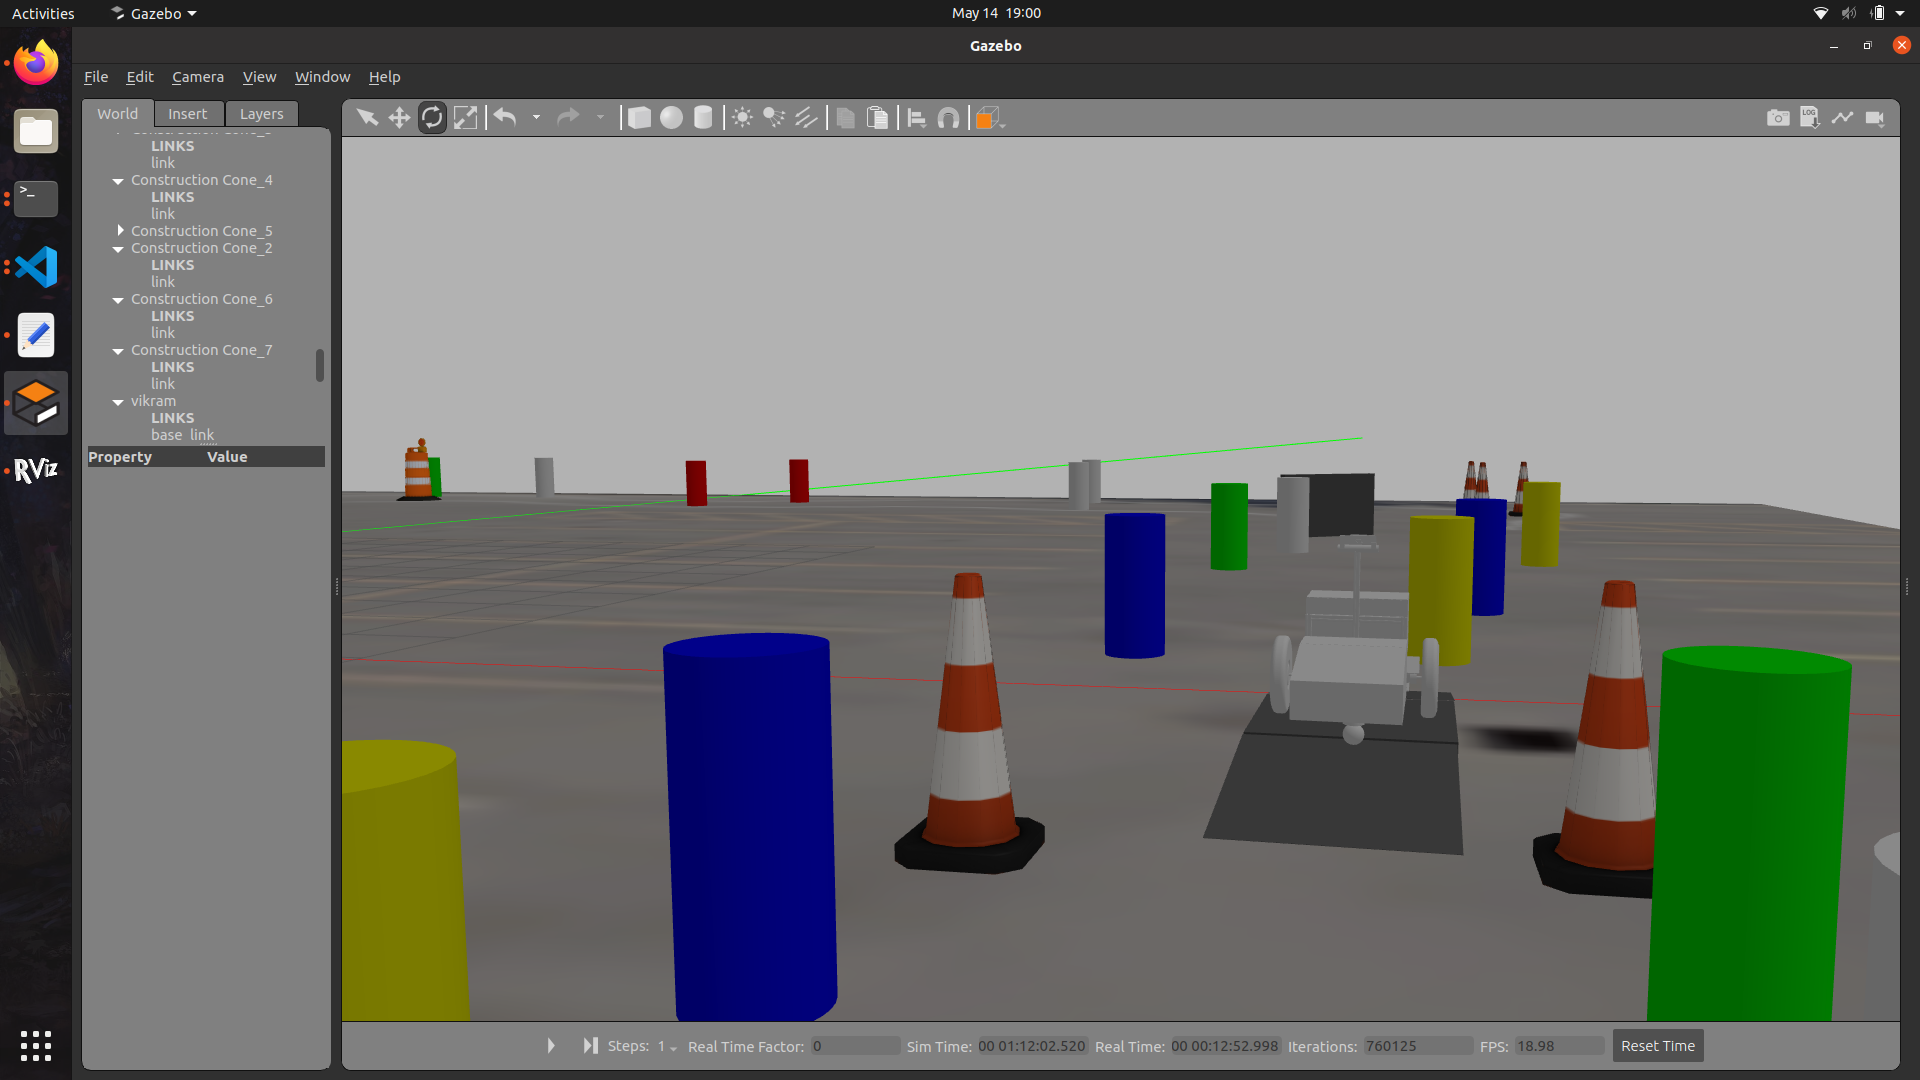 Activities Gazebo May 14 19:00
Gazebo
File Edit Camera View Window Help
World Insert Layers
LINKS
link
Construction Cone_4
LINKS
link
Construction Cone_5
Construction Cone_2
LINKS
link
Construction Cone_6
LINKS
link
Construction Cone_7
LINKS
link
vikram
LINKS
base_link
Property Value
LOG
>_
RViz
Steps: 1 Real Time Factor: 0 Sim Time: 00 01:12:02.520 Real Time: 00 00:12:52.998 Iterations: 760125 FPS: 18.98 Reset Time